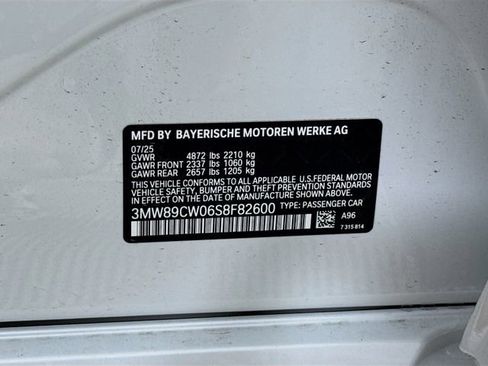 MFD BY BAYERISCHE MOTOREN WERKE AG
07/25
GVWR 4872 lbs 2210 kg
GAWR FRONT 2337 lbs 1060 kg
GAWR REAR 2657 lbs 1205 kg
THIS VEHICLE CONFORMS TO ALL APPLICABLE U.S.FEDERAL MOTOR
VEHICLE SAFETY, BUMPER, AND THEFT PREVENTION STANDARDS
IN EFFECT ON THE DATE OF MANUFACTURE SHOWN ABOVE.
3MW89CW06S8F82600 TYPE: PASSENGER CAR
A96
7 315 814